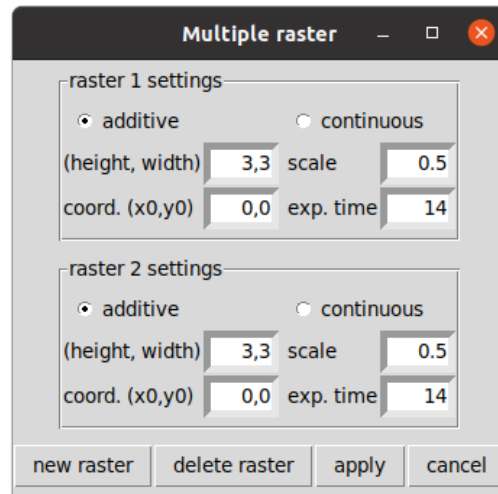 Multiple raster
raster 1 settings
additive continuous
(height, width) 3,3 scale 0.5
coord. (x0,y0) 0,0 exp. time 14
raster 2 settings
additive continuous
(height, width) 3,3 scale 0.5
coord. (x0,y0) 0,0 exp. time 14
new raster delete raster apply cancel